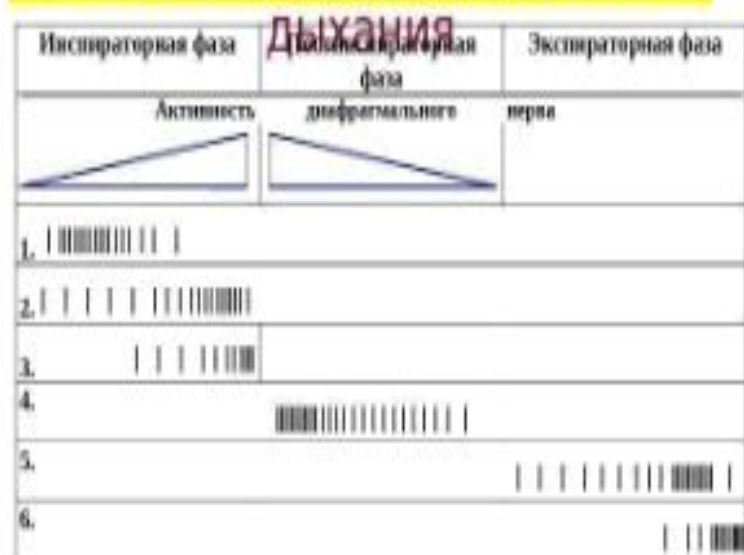 дыхания
Инспираторная фаза
фаза
Экспираторная фаза
Активность диафрагмального нерва
1.
2.
3.
4.
5.
6.